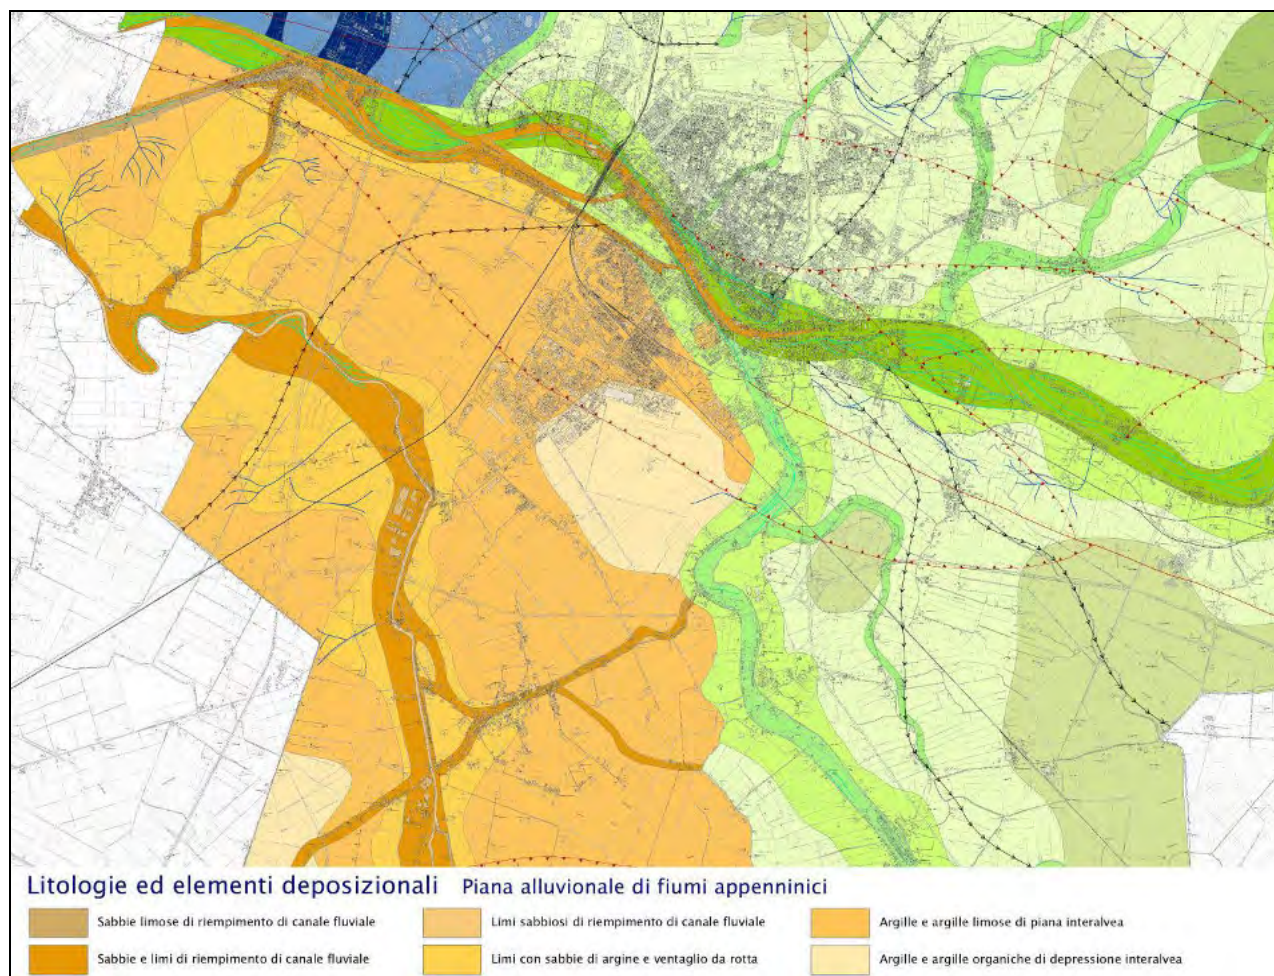 Litologie ed elementi deposizionali Piana alluvionale di fiumi appenninici
Sabbie limose di riempimento di canale fluviale
Limi sabbiosi di riempimento di canale fluviale
Argille e argille limose di piana interalvea
Sabbie e limi di riempimento di canale fluviale
Limi con sabbie di argine e ventaglio da rotta
Argille e argille organiche di depressione interalvea